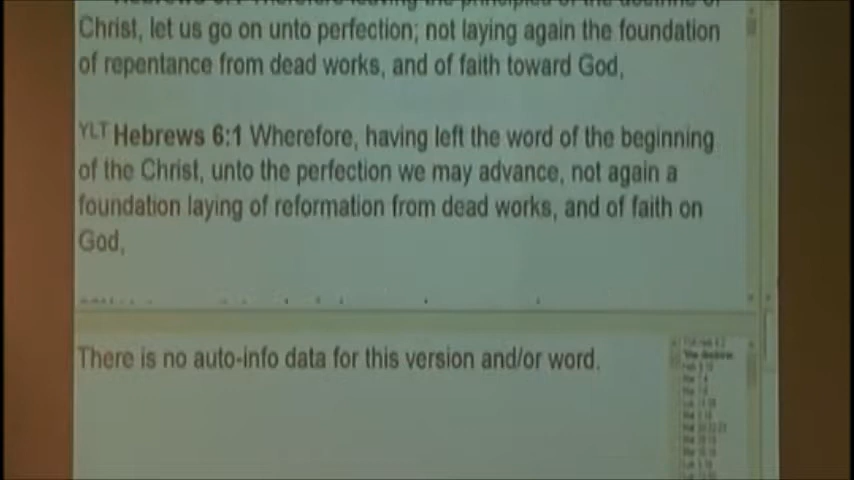 Christ, let us go on unto perfection; not laying again the foundation
of repentance from dead works, and of faith toward God,
YLT Hebrews 6:1 Wherefore, having left the word of the beginning
of the Christ, unto the perfection we may advance, not again a
foundation laying of reformation from dead works, and of faith on
God,
There is no auto-info data for this version and/or word.